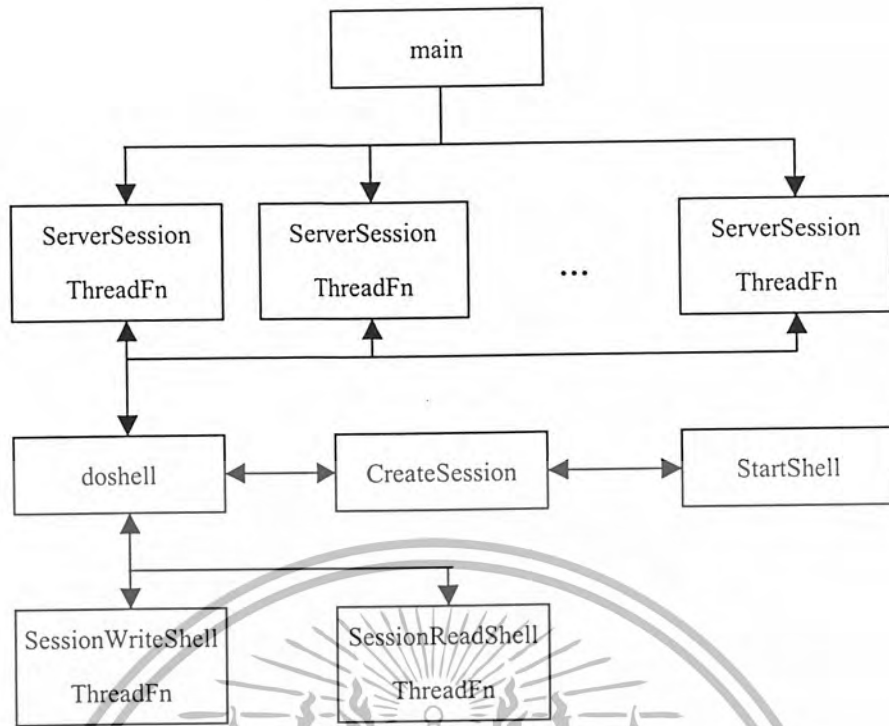 main
ServerSession
ThreadFn
ServerSession
ThreadFn
...
ServerSession
ThreadFn
doshell
CreateSession
StartShell
SessionWriteShell
ThreadFn
SessionReadShell
ThreadFn